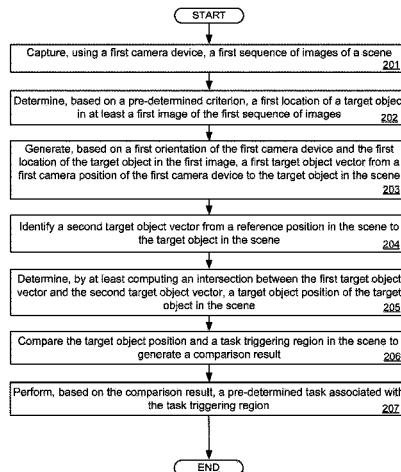 START
Capture, using a first camera device, a first sequence of images of a scene
201
Determine, based on a pre-determined criterion, a first location of a target object
in at least a first image of the first sequence of images
202
Generate, based on a first orientation of the first camera device and the first
location of the target object in the first image, a first target object vector from a
first camera position of the first camera device to the target object in the scene
203
Identify a second target object vector from a reference position in the scene to
the target object in the scene
204
Determine, by at least computing an intersection between the first target object
vector and the second target object vector, a target object position of the target
object in the scene
205
Compare the target object position and a task triggering region in the scene to
generate a comparison result
206
Perform, based on the comparison result, a pre-determined task associated with
the task triggering region
207
END